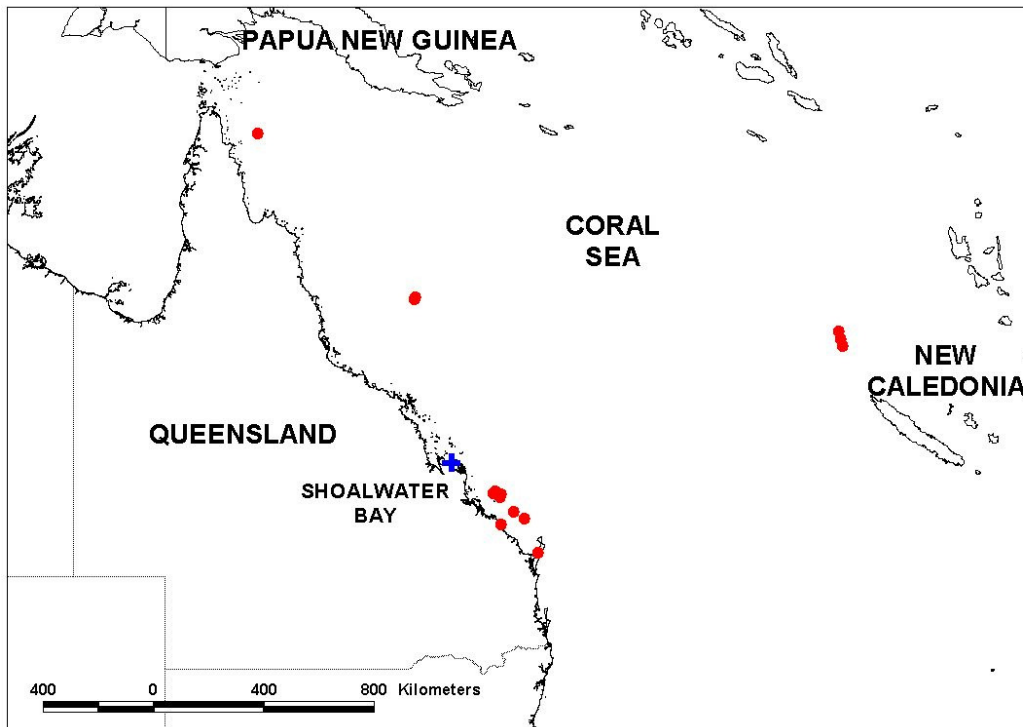 PAPUA NEW GUINEA
CORAL
SEA
NEW
CALEDONIA
QUEENSLAND
SHOALWATER
BAY
400 0 400 800 Kilometers